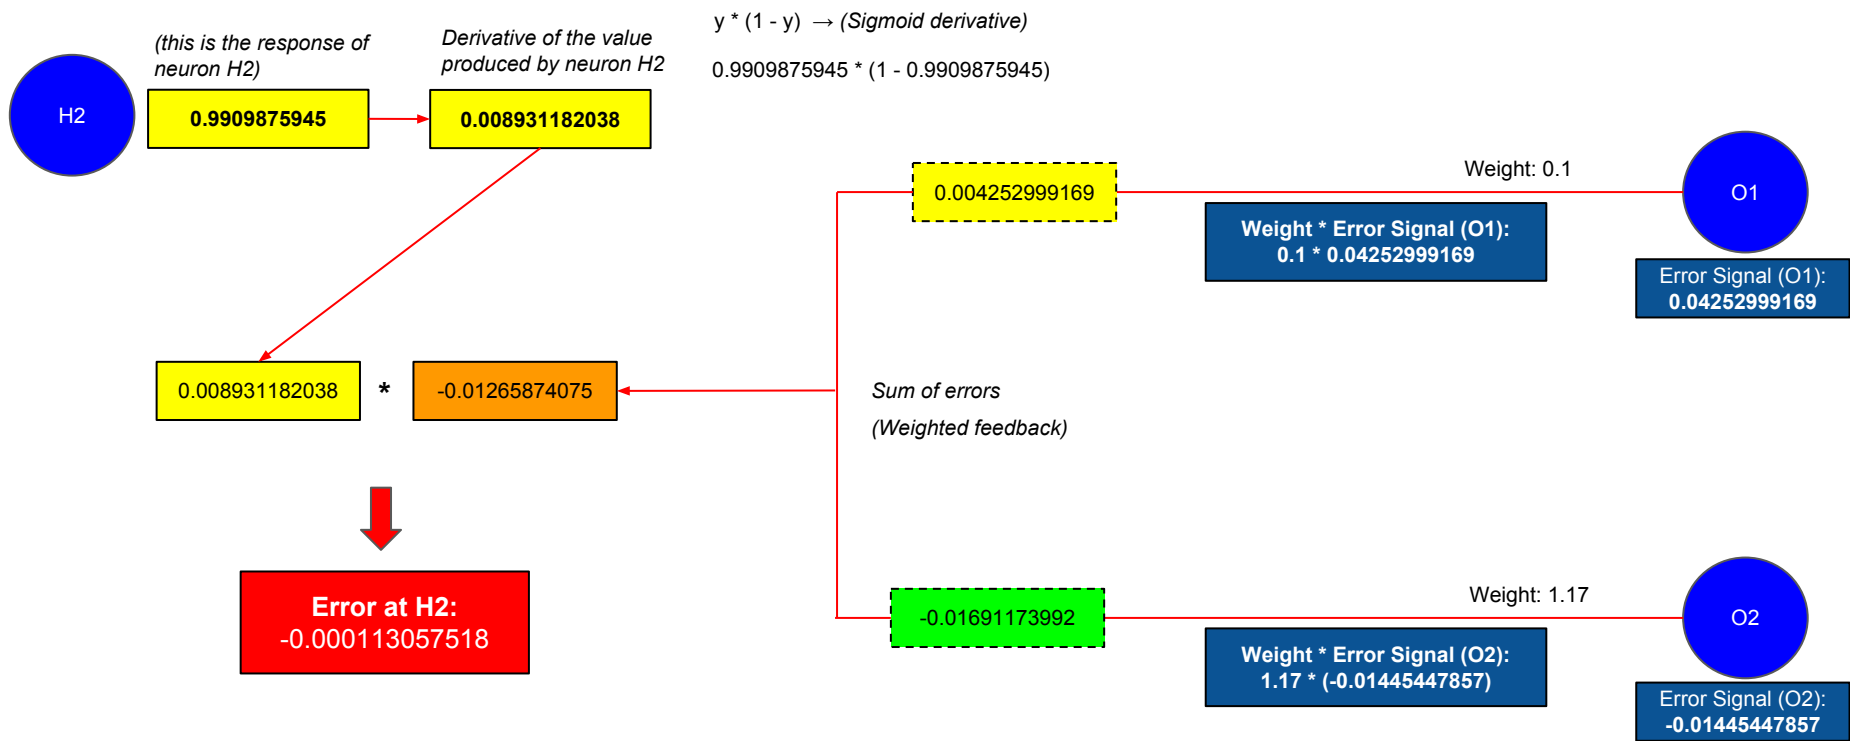 H2
(this is the response of
neuron H2)
0.9909875945
Derivative of the value
produced by neuron H2
0.008931182038
y * (1 - y) → (Sigmoid derivative)
0.9909875945 * (1 - 0.9909875945)
0.004252999169
Weight: 0.1
Weight * Error Signal (O1):
0.1 * 0.04252999169
O1
Error Signal (O1):
0.04252999169
0.008931182038
*
-0.01265874075
Sum of errors
(Weighted feedback)
Error at H2:
-0.000113057518
-0.01691173992
Weight: 1.17
Weight * Error Signal (O2):
1.17 * (-0.01445447857)
O2
Error Signal (O2):
-0.01445447857